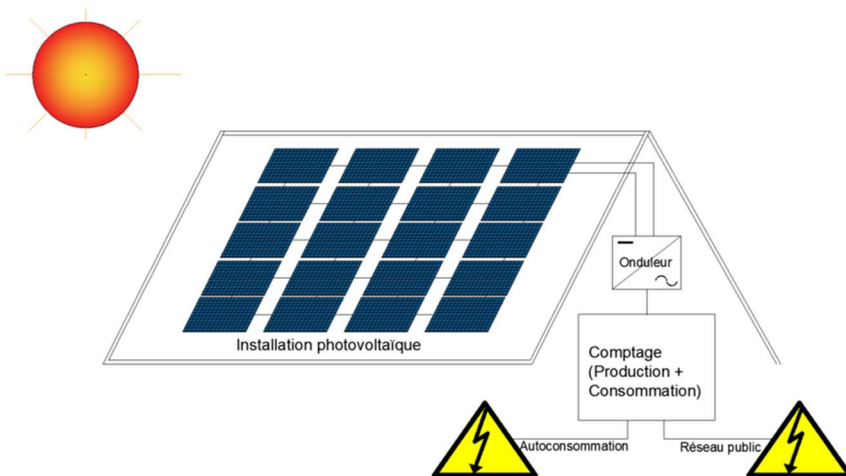 Onduleur
Installation photovoltaïque
Comptage
(Production +
Consommation)
Autoconsommation
Réseau public